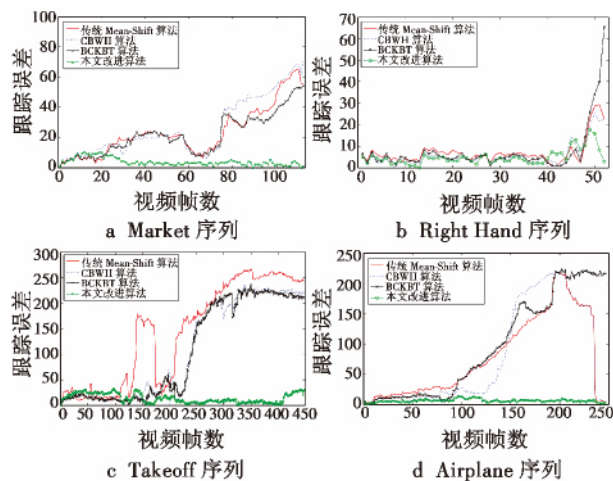 a
100
80
60
40
20
0
跟踪误差
传统 Mean-Shift 算法
CBWH 算法
BCKBT 算法
本文改进算法
0 20 40 60 80 100
视频帧数
a Market 序列
b
70
60
50
40
30
20
10
0
跟踪误差
传统 Mean-Shift 算法
CBWH 算法
BCKBT 算法
本文改进算法
0 10 20 30 40 50
视频帧数
b Right Hand 序列
300
250
200
150
100
50
0
跟踪误差
传统 Mean-Shift 算法
CBWH 算法
BCKBT 算法
本文改进算法
0 50 100 150 200 250 300 350 400 450
视频帧数
c Takeoff 序列
250
200
150
100
50
0
跟踪误差
传统 Mean-Shift 算法
CBWH 算法
BCKBT 算法
本文改进算法
0 50 100 150 200 250
视频帧数
d Airplane 序列